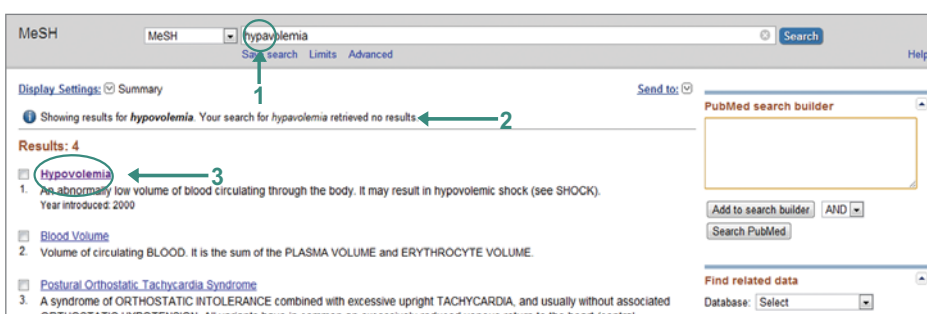 MeSH MeSH hypavolemia Search
Save search Limits Advanced Help
Display Settings: Summary Send to:
1
Showing results for hypovolemia. Your search for hypavolemia retrieved no results. 2
PubMed search builder
Results: 4
Hypovolemia 3
1. An abnormally low volume of blood circulating through the body. It may result in hypovolemic shock (see SHOCK).
Year introduced: 2000
Add to search builder AND
Search PubMed
Blood Volume
2. Volume of circulating BLOOD. It is the sum of the PLASMA VOLUME and ERYTHROCYTE VOLUME.
Postural Orthostatic Tachycardia Syndrome
3. A syndrome of ORTHOSTATIC INTOLERANCE combined with excessive upright TACHYCARDIA, and usually without associated
Find related data
Database: Select